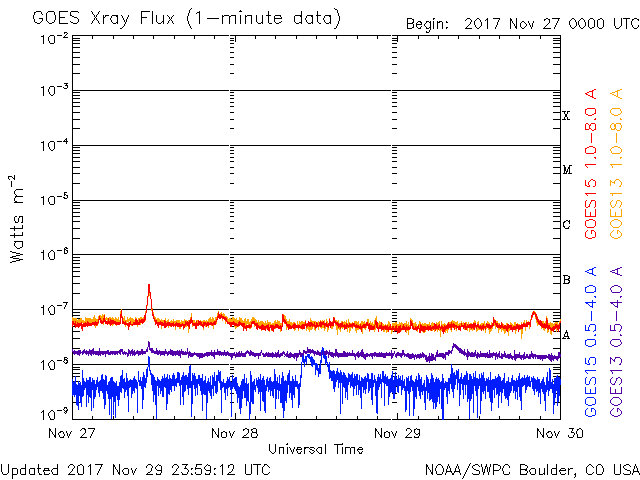 GOES Xray Flux (1-minute data)
Begin: 2017 Nov 27 0000 UTC
10⁻²
10⁻³
10⁻⁴
10⁻⁵
10⁻⁶
10⁻⁷
10⁻⁸
10⁻⁹
Watts m⁻²
X
M
C
B
A
GOES15 1.0-8.0 A
GOES13 1.0-8.0 A
GOES15 0.5-4.0 A
GOES13 0.5-4.0 A
Nov 27
Nov 28
Nov 29
Nov 30
Universal Time
Updated 2017 Nov 29 23:59:12 UTC
NOAA/SWPC Boulder, CO USA